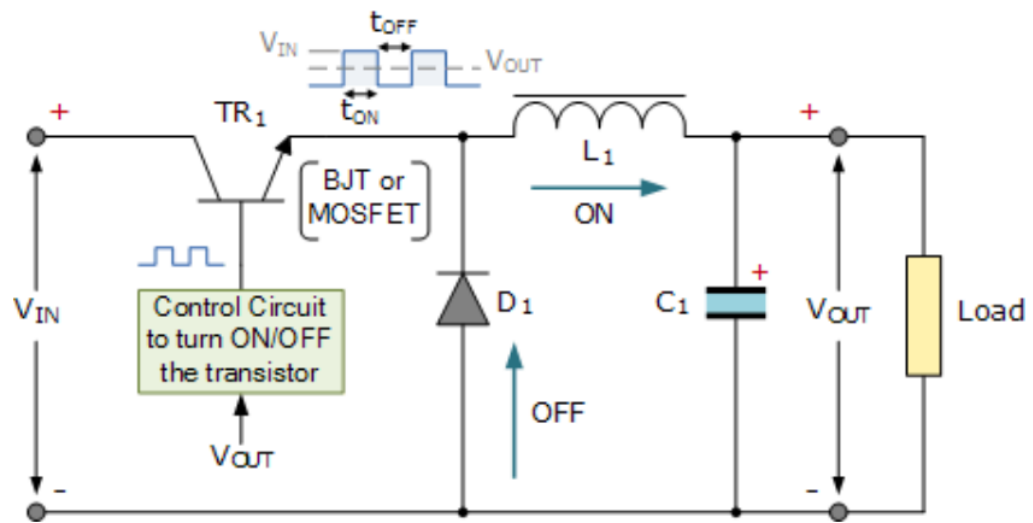 tOFF
VIN
VOUT
tON
+
TR1
+
L1
BJT or
MOSFET
ON
+
VIN
Control Circuit
to turn ON/OFF
the transistor
D1
C1
VOUT
Load
OFF
VOUT
-
-